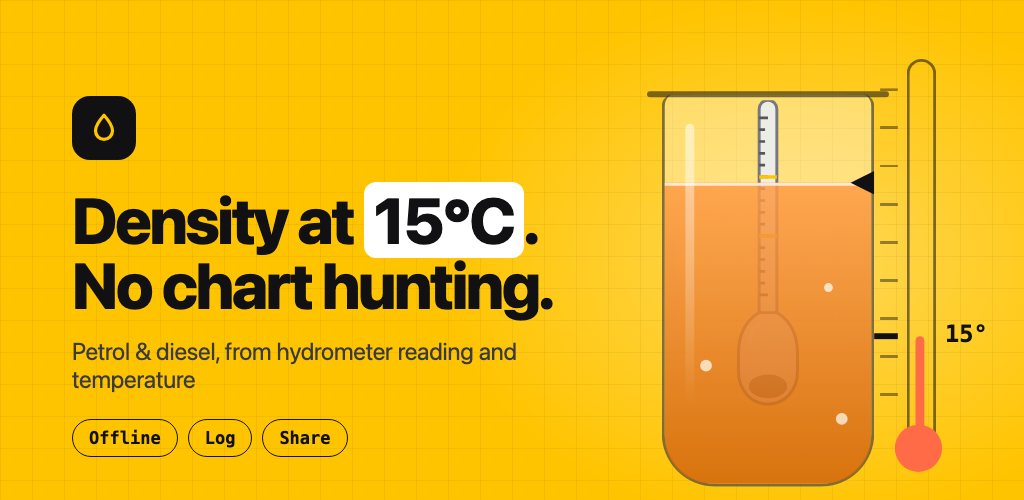 Density at 15°C.
No chart hunting.
Petrol & diesel, from hydrometer reading and
temperature
Offline Log Share
15°